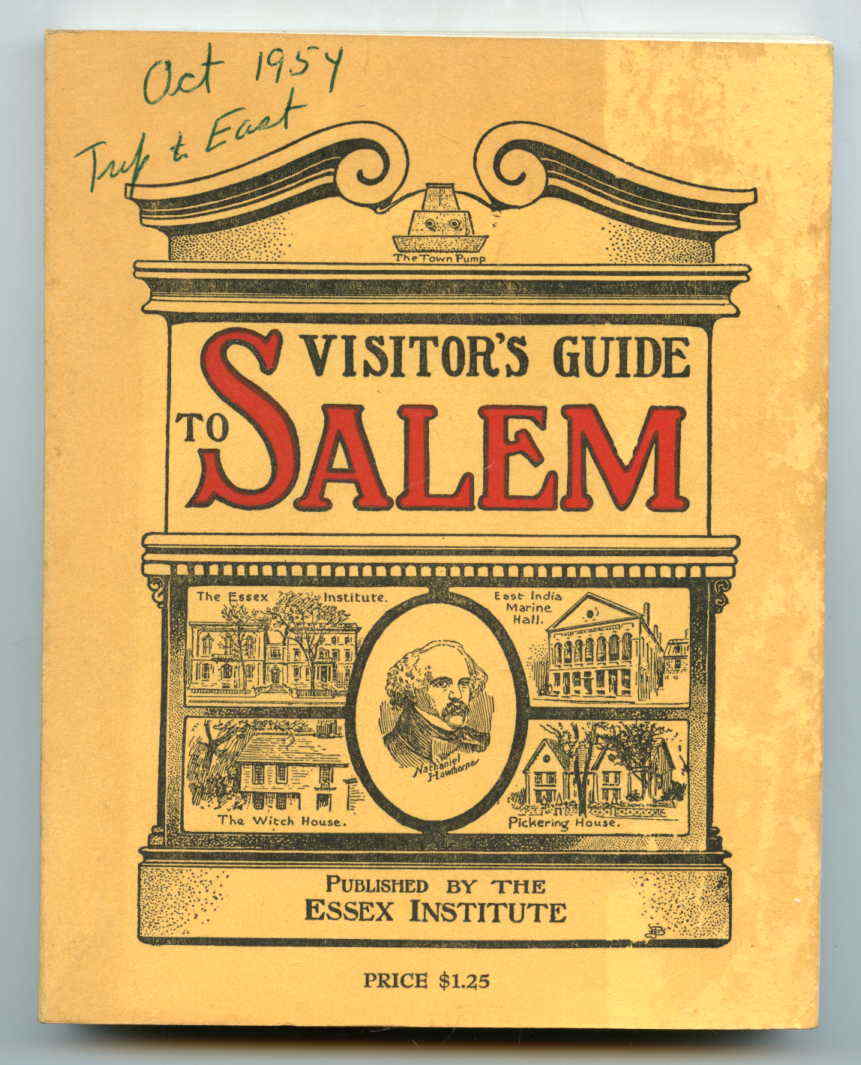 Oct 1954
Trip to East
The Town Pump
VISITOR'S GUIDE
TO SALEM
The Essex Institute.
East India
Marine
Hall.
Nathaniel
Hawthorne
The Witch House.
Pickering House.
PUBLISHED BY THE
ESSEX INSTITUTE
PRICE $1.25